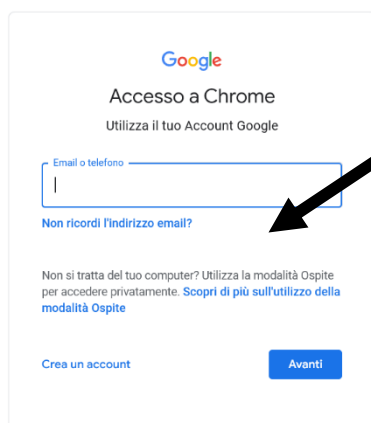 Google
Accesso a Chrome
Utilizza il tuo Account Google
Email o telefono
Non ricordi l'indirizzo email?
Non si tratta del tuo computer? Utilizza la modalità Ospite
per accedere privatamente. Scopri di più sull'utilizzo della
modalità Ospite
Crea un account
Avanti